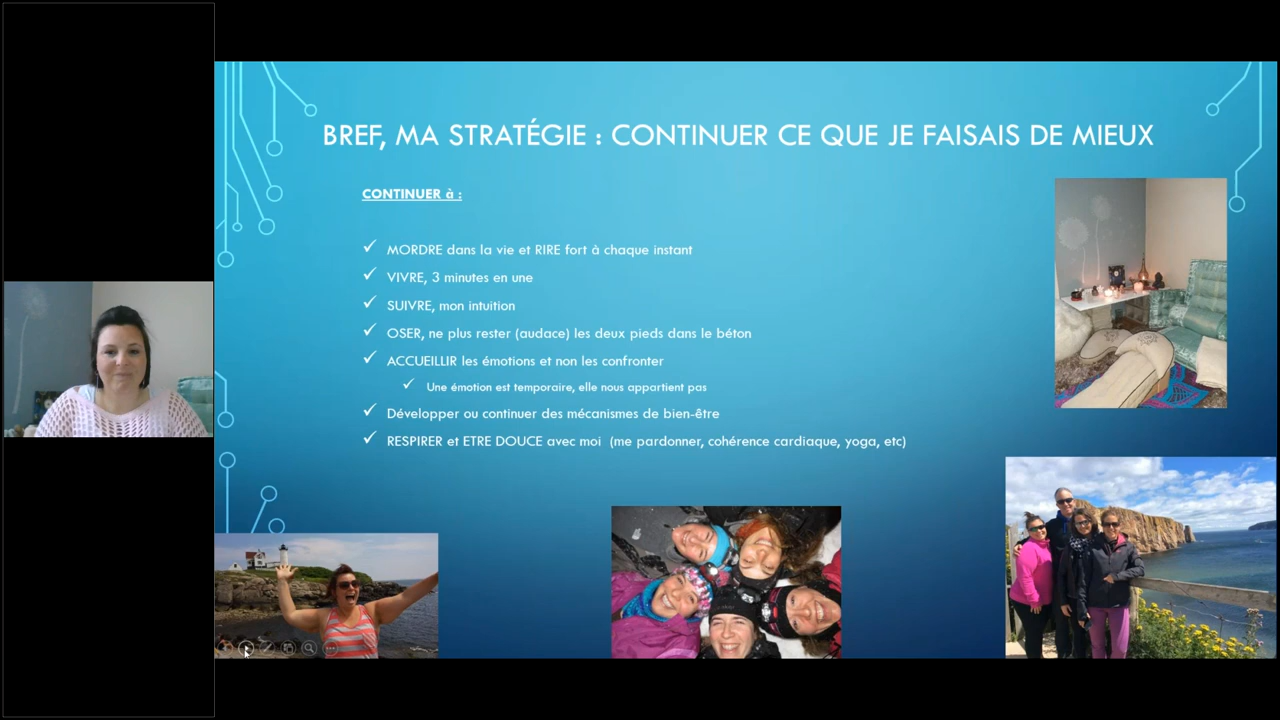 BREF, MA STRATÉGIE : CONTINUER CE QUE JE FAISAIS DE MIEUX
CONTINUER à :
MORDRE dans la vie et RIRE fort à chaque instant
VIVRE, 3 minutes en une
SUIVRE, mon intuition
OSER, ne plus rester (audace) les deux pieds dans le béton
ACCUEILLIR les émotions et non les confronter
Une émotion est temporaire, elle nous appartient pas
Développer ou continuer des mécanismes de bien-être
RESPIRER et ETRE DOUCE avec moi (me pardonner, cohérence cardiaque, yoga, etc)